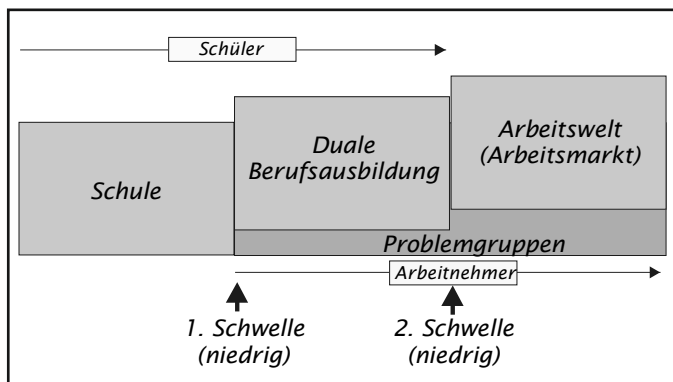 Schüler
Schule
Duale
Berufsausbildung
Arbeitswelt
(Arbeitsmarkt)
Problemgruppen
Arbeitnehmer
1. Schwelle
(niedrig)
2. Schwelle
(niedrig)